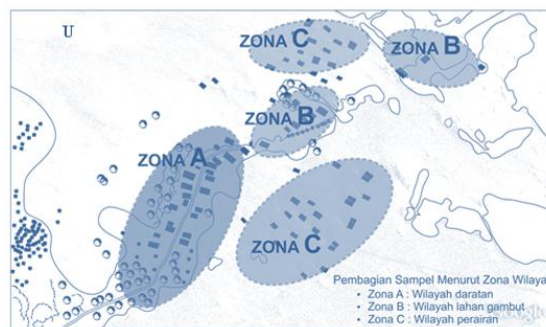 U
ZONA C
ZONA B
ZONA B
ZONA A
ZONA C
Pembagian Sampel Menurut Zona Wilaya
• Zona A : Wilayah daratan
• Zona B : Wilayah lahan gambut
• Zona C : Wilayah perairan